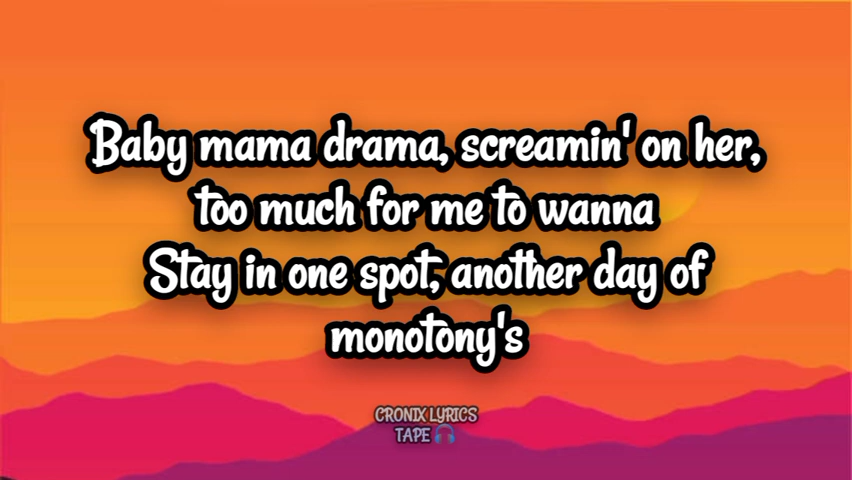 Baby mama drama, screamin' on her,
too much for me to wanna
Stay in one spot, another day of
monotony's
CRONIX LYRICS
TAPE🎧